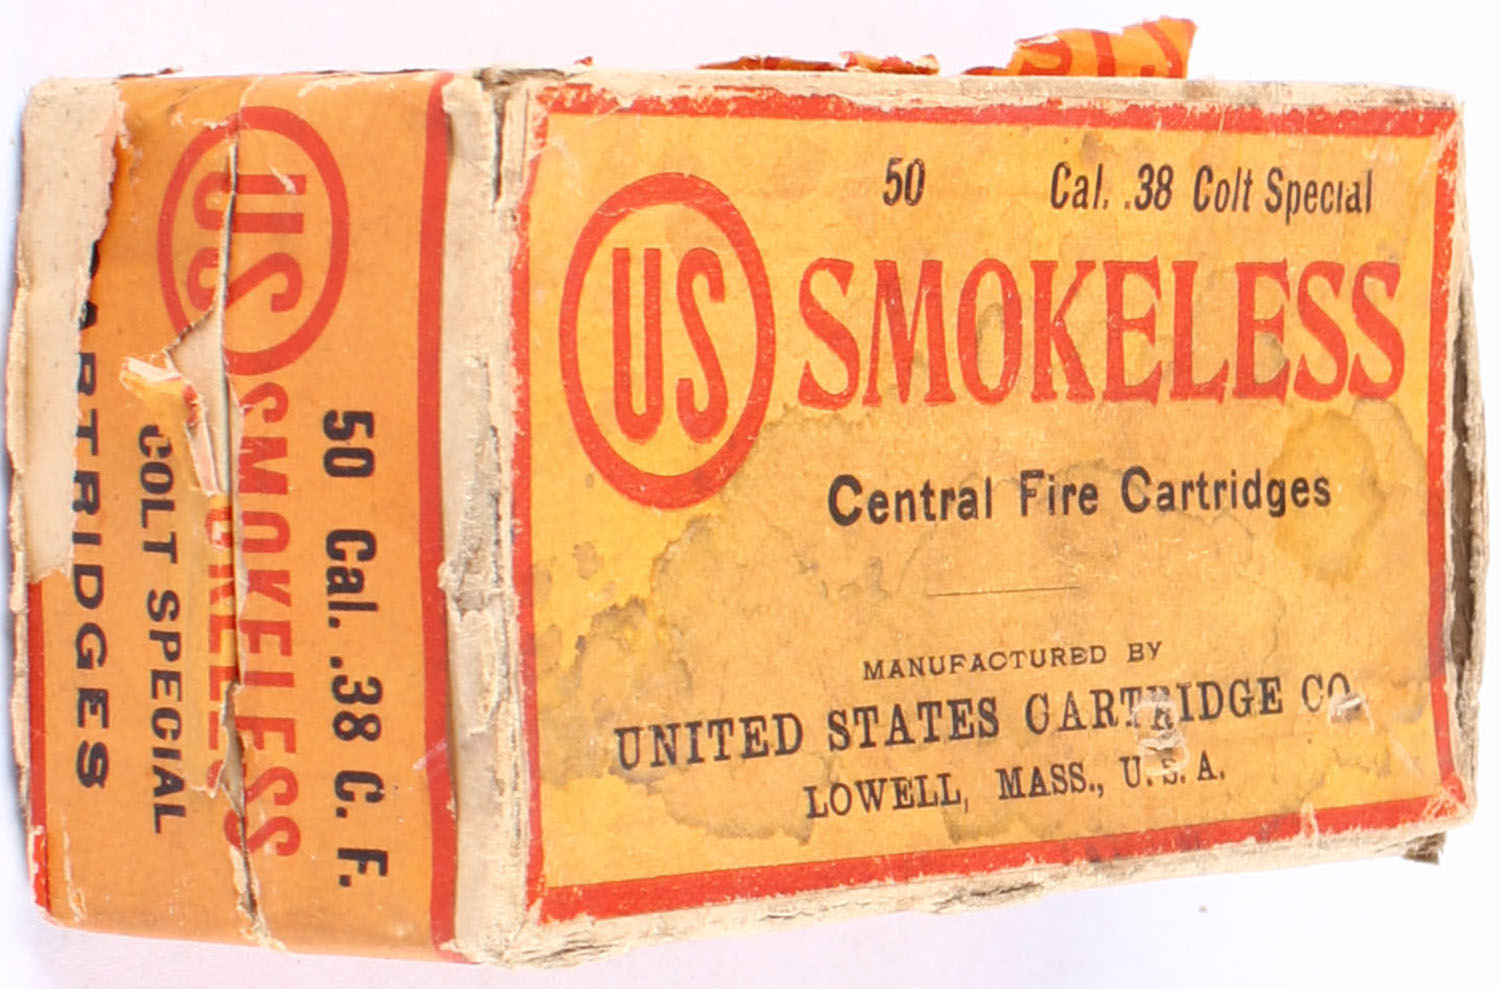 50 Cal. .38 Colt Special
US SMOKELESS
Central Fire Cartridges
MANUFACTURED BY
UNITED STATES CARTRIDGE CO.
LOWELL, MASS., U.S.A.
50 Cal. .38 C. F.
US SMOKELESS
COLT SPECIAL
CARTRIDGES